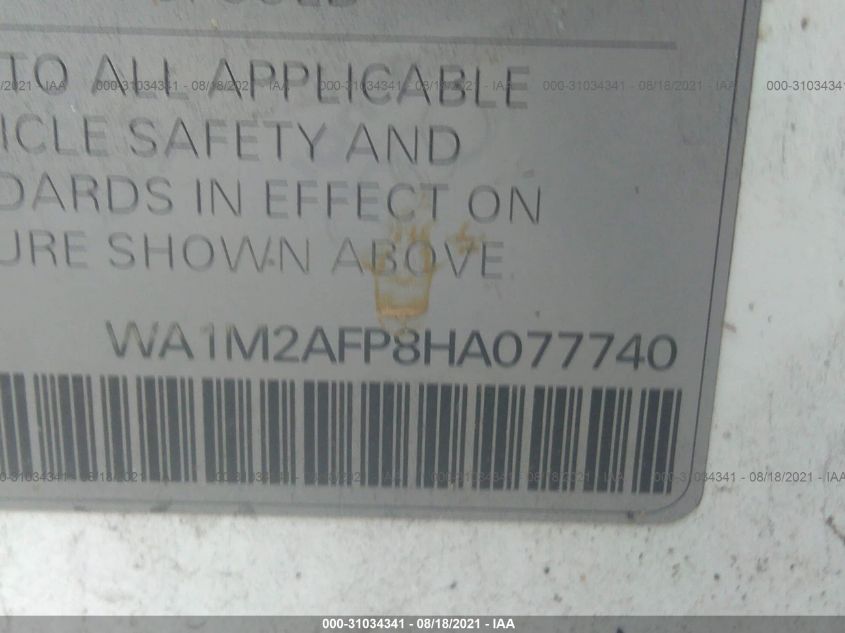 TO ALL APPLICABLE
ICLE SAFETY AND
DARDS IN EFFECT ON
URE SHOWN ABOVE
WA1M2AFP8HA077740
000-31034341 - 08/18/2021 - IAA